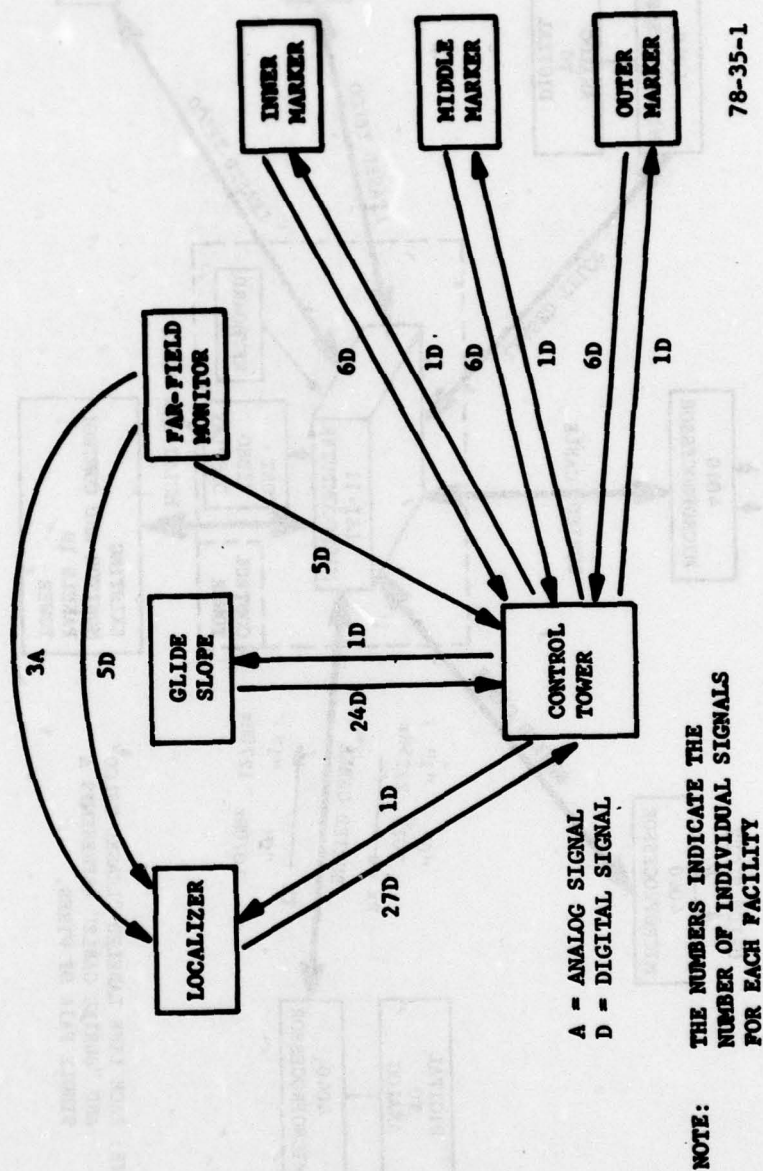 3A
5D
LOCALIZER
GLIDE
SLOPE
FAR-FIELD
MONITOR
27D
1D
24D
1D
5D
CONTROL
TOWER
6D
1D
6D
1D
6D
1D
INNER
MARKER
MIDDLE
MARKER
OUTER
MARKER
A = ANALOG SIGNAL
D = DIGITAL SIGNAL
NOTE: THE NUMBERS INDICATE THE
NUMBER OF INDIVIDUAL SIGNALS
FOR EACH FACILITY
78-35-1